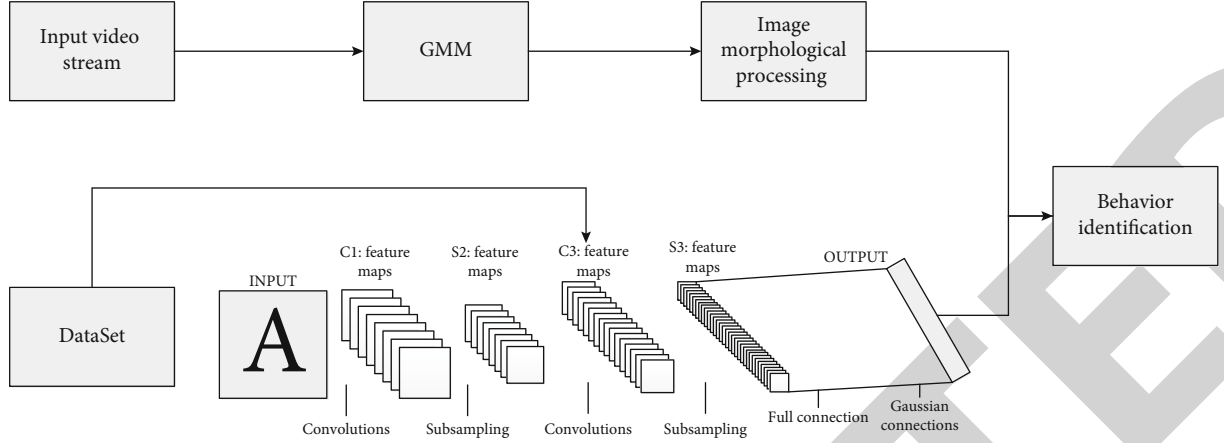 Input video
stream
GMM
Image
morphological
processing
Behavior
identification
DataSet
INPUT
A
C1: feature
maps
S2: feature
maps
C3: feature
maps
S3: feature
maps
OUTPUT
Convolutions
Subsampling
Convolutions
Subsampling
Full connection
Gaussian
connections